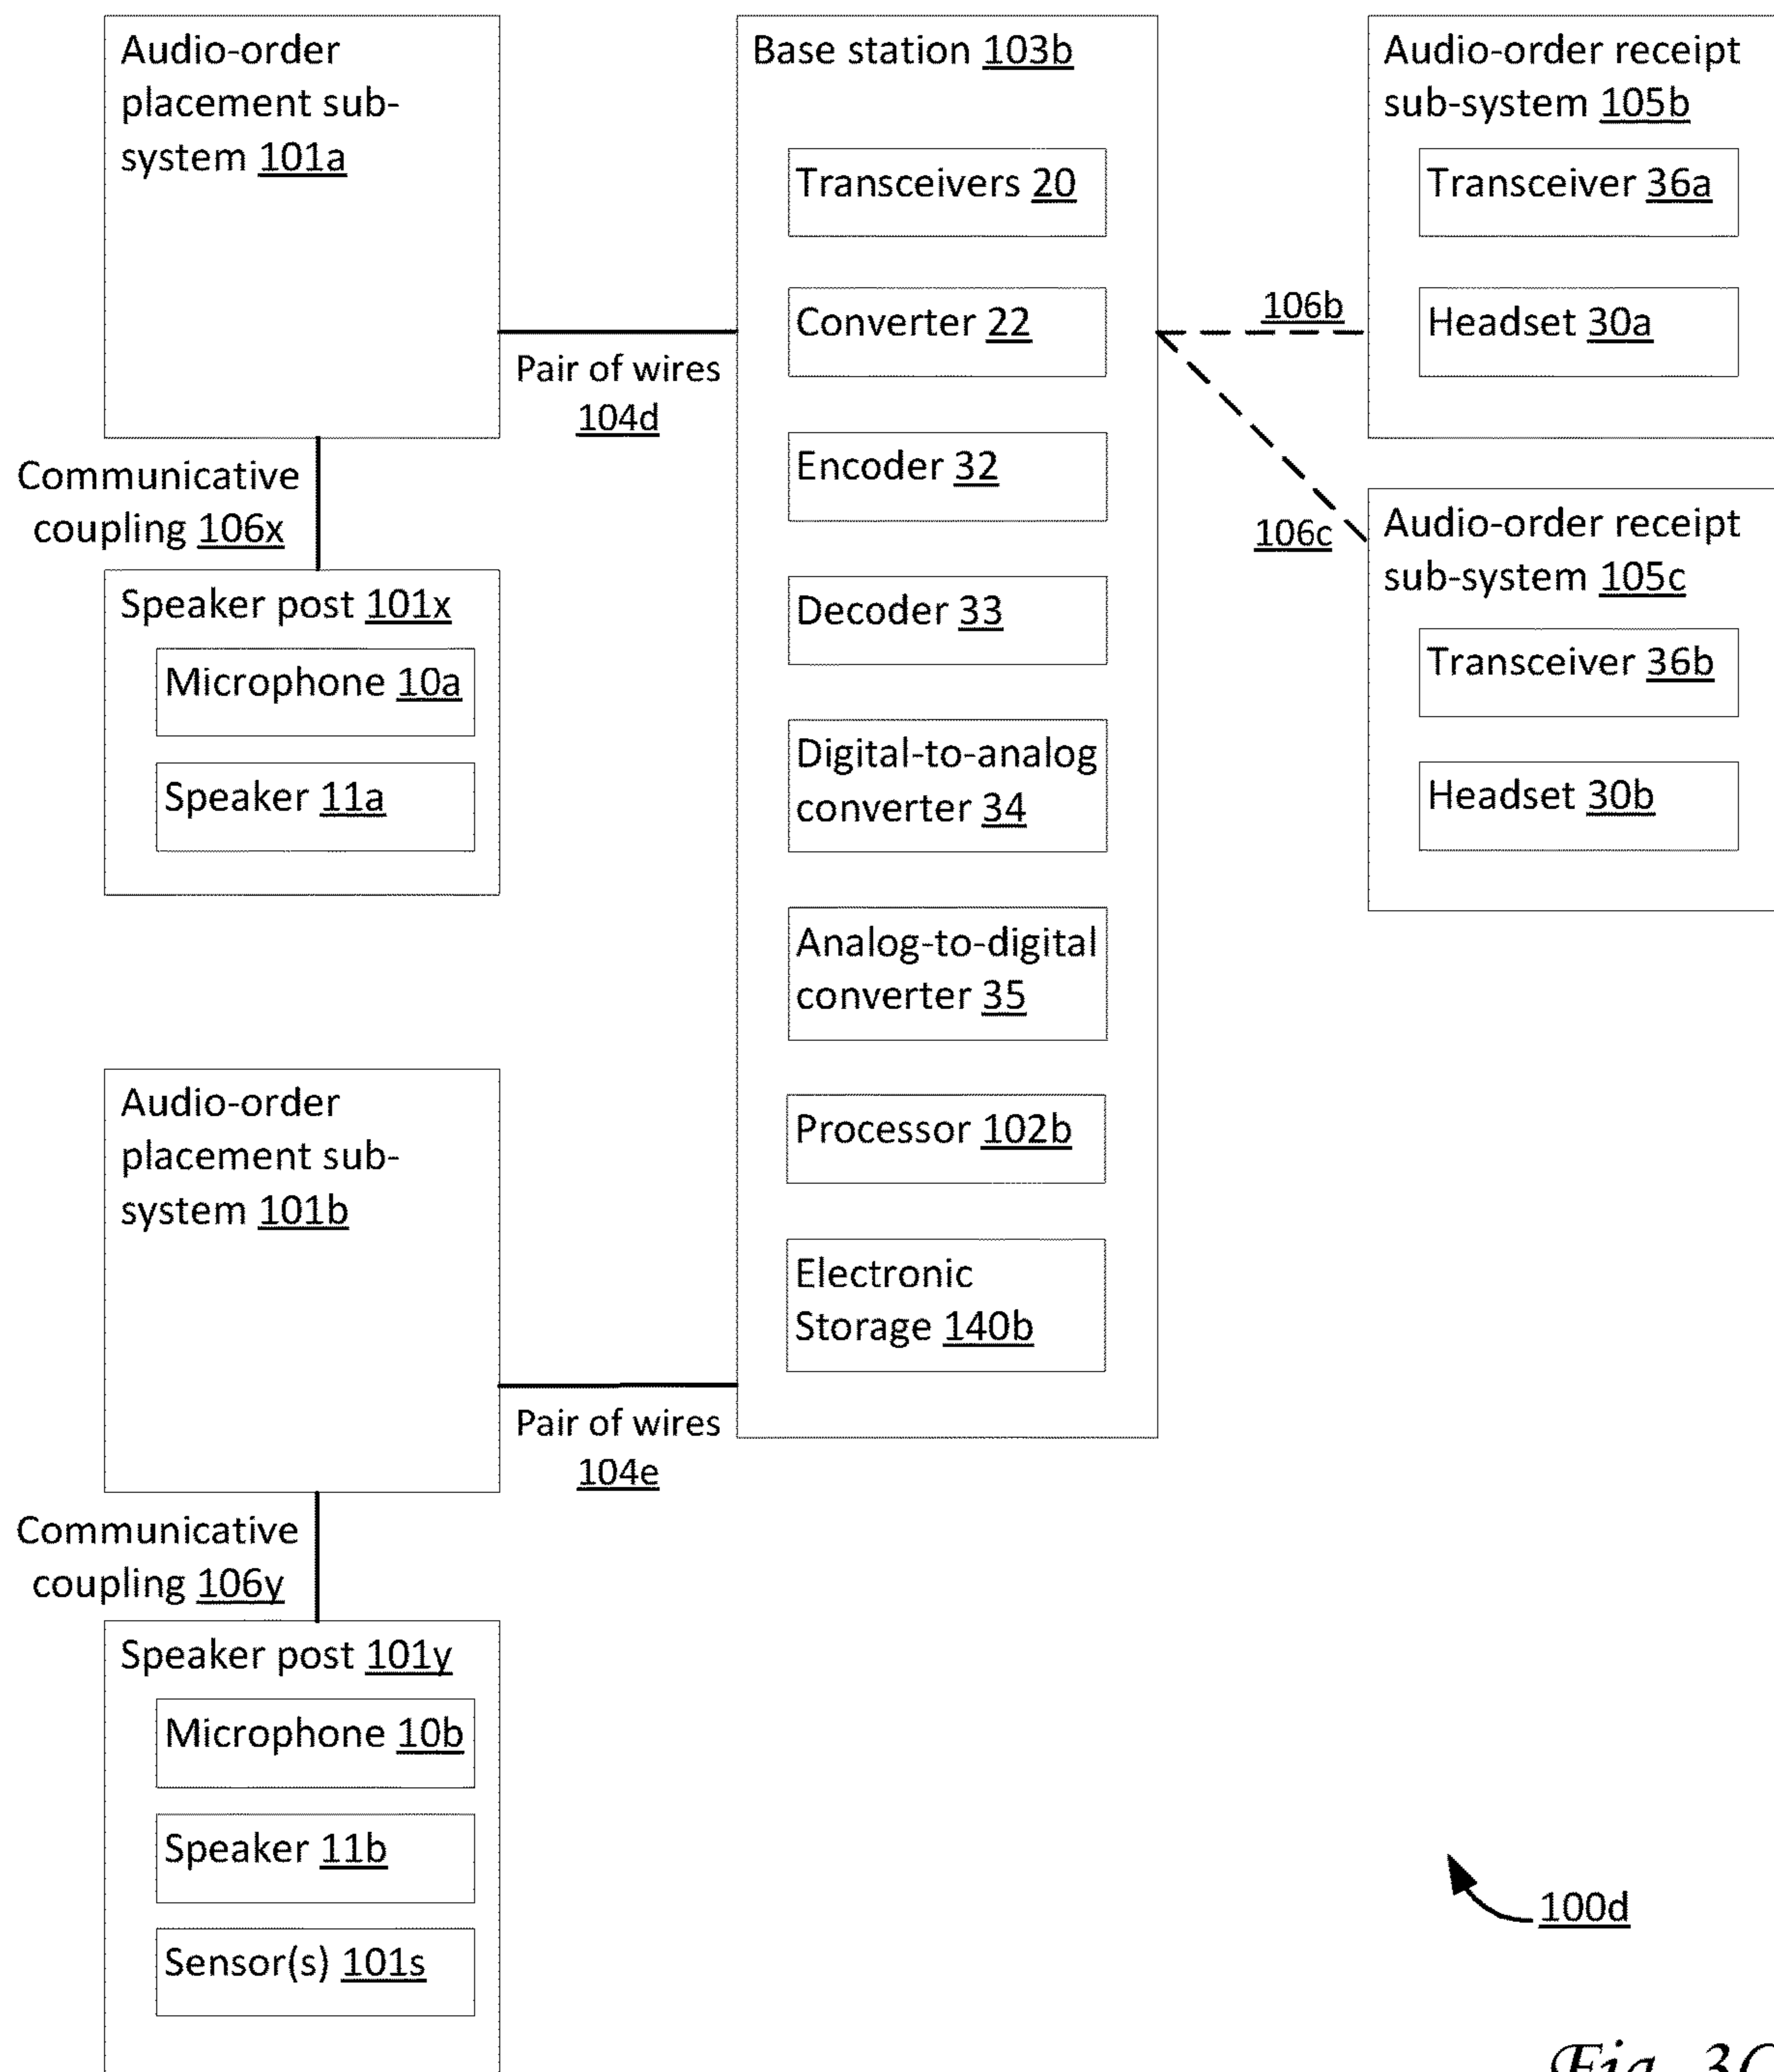 Audio-order
placement sub-
system 101a
Pair of wires
104d
Communicative
coupling 106x
Speaker post 101x
Microphone 10a
Speaker 11a
Audio-order
placement sub-
system 101b
Pair of wires
104e
Communicative
coupling 106y
Speaker post 101y
Microphone 10b
Speaker 11b
Sensor(s) 101s
Base station 103b
Transceivers 20
Converter 22
Encoder 32
Decoder 33
Digital-to-analog
converter 34
Analog-to-digital
converter 35
Processor 102b
Electronic
Storage 140b
106b
106c
Audio-order receipt
sub-system 105b
Transceiver 36a
Headset 30a
Audio-order receipt
sub-system 105c
Transceiver 36b
Headset 30b
100d
Fig.